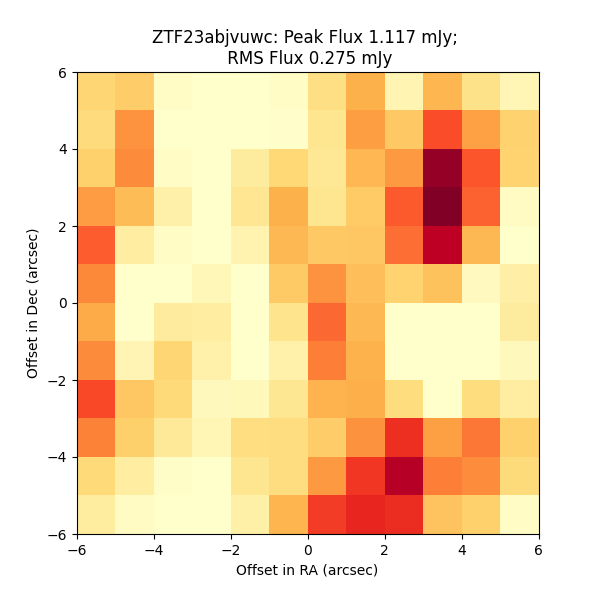 ZTF23abjvuwc: Peak Flux 1.117 mJy;
RMS Flux 0.275 mJy
6
4
2
0
−2
−4
−6
Offset in Dec (arcsec)
−6 −4 −2 0 2 4 6
Offset in RA (arcsec)